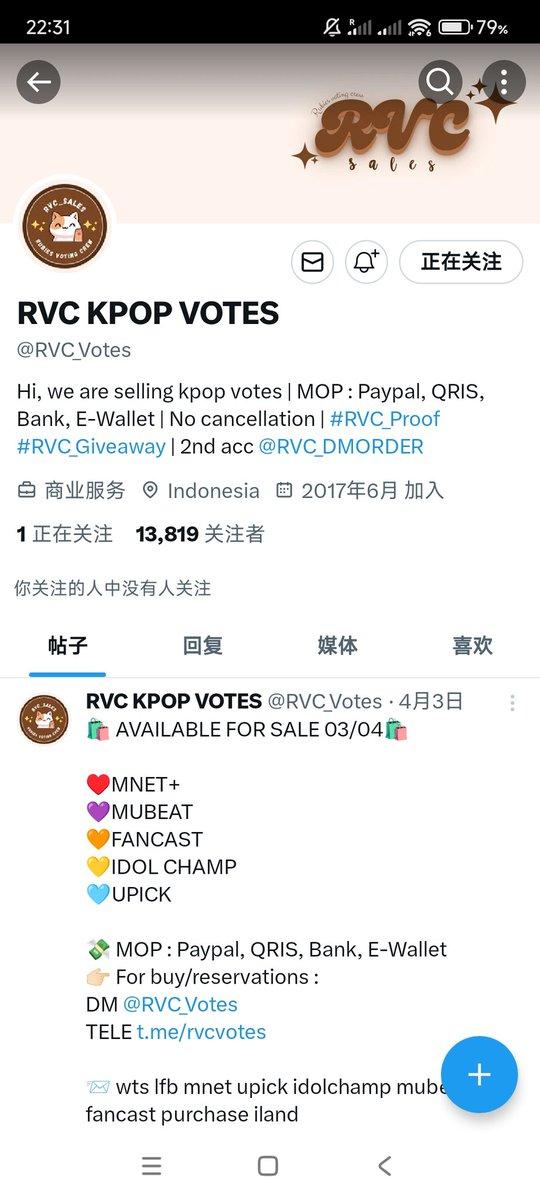 22:31
R
79%
Rubies voting crew
RVC
sales
RVC_SALES
RUBIES VOTING CREW
正在关注
RVC KPOP VOTES
@RVC_Votes
Hi, we are selling kpop votes | MOP : Paypal, QRIS,
Bank, E-Wallet | No cancellation | #RVC_Proof
#RVC_Giveaway | 2nd acc @RVC_DMORDER
商业服务 Indonesia 2017年6月 加入
1 正在关注 13,819 关注者
你关注的人中没有人关注
帖子 回复 媒体 喜欢
RVC KPOP VOTES @RVC_Votes · 4月3日
🛍️ AVAILABLE FOR SALE 03/04🛍️
❤️MNET+
💜MUBEAT
🧡FANCAST
💛IDOL CHAMP
🩵UPICK
💸 MOP : Paypal, QRIS, Bank, E-Wallet
👉🏻 For buy/reservations :
DM @RVC_Votes
TELE t.me/rvcvotes
📨 wts lfb mnet upick idolchamp mube
fancast purchase iland